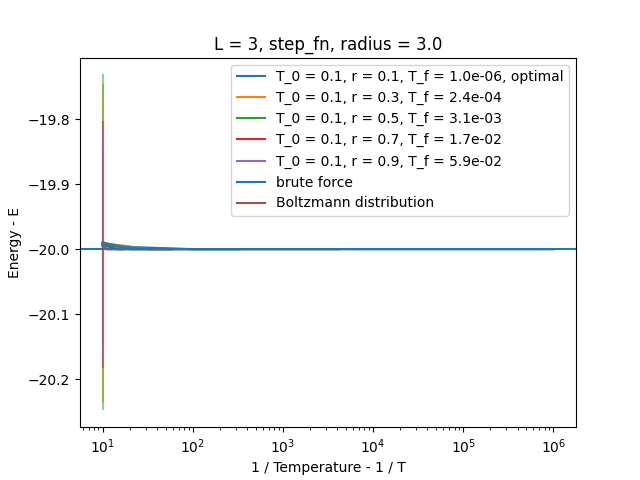 L = 3, step_fn, radius = 3.0
T_0 = 0.1, r = 0.1, T_f = 1.0e-06, optimal
T_0 = 0.1, r = 0.3, T_f = 2.4e-04
T_0 = 0.1, r = 0.5, T_f = 3.1e-03
T_0 = 0.1, r = 0.7, T_f = 1.7e-02
T_0 = 0.1, r = 0.9, T_f = 5.9e-02
brute force
Boltzmann distribution
Energy - E
−19.8
−19.9
−20.0
−20.1
−20.2
10¹ 10² 10³ 10⁴ 10⁵ 10⁶
1 / Temperature - 1 / T